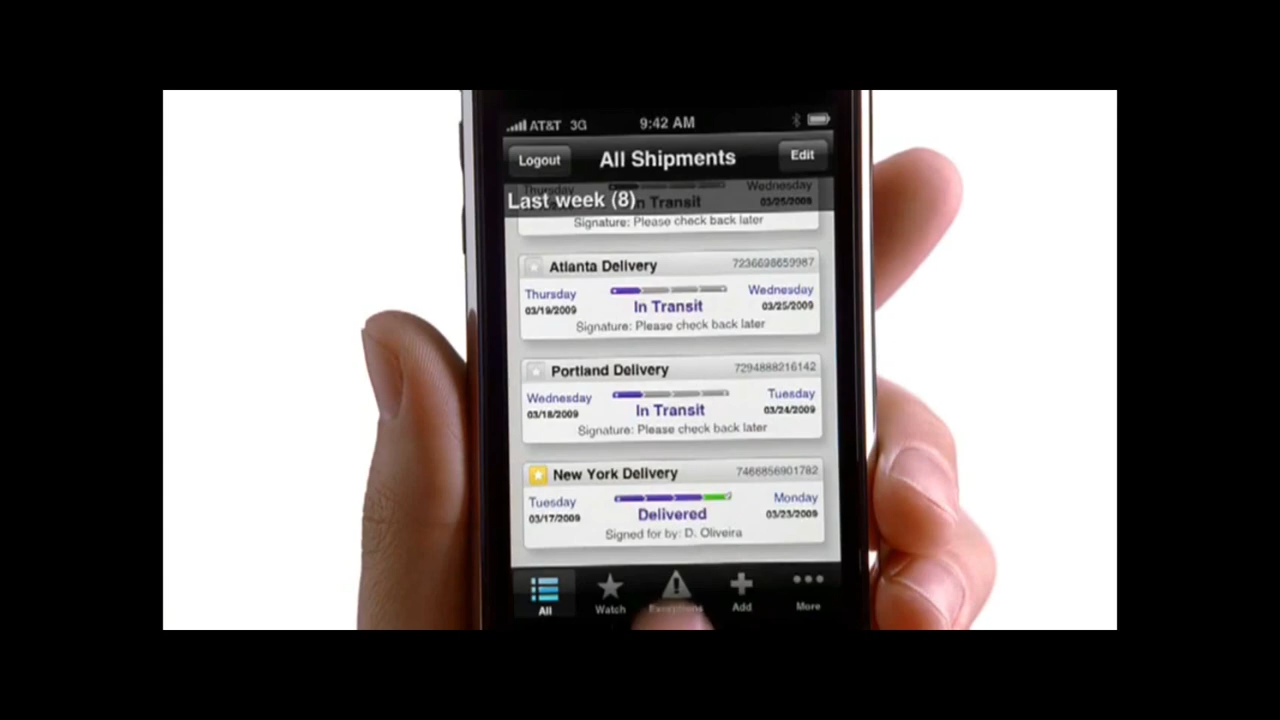 AT&T 3G 9:42 AM
Logout All Shipments Edit
Thursday Wednesday
Last week (8) In Transit 03/25/2009
Signature: Please check back later
Atlanta Delivery 7236698659987
Thursday Wednesday
03/19/2009 In Transit 03/25/2009
Signature: Please check back later
Portland Delivery 7294888216142
Wednesday Tuesday
03/18/2009 In Transit 03/24/2009
Signature: Please check back later
New York Delivery 7466856901782
Tuesday Monday
03/17/2009 Delivered 03/23/2009
Signed for by: D. Oliveira
All Watch Exceptions Add More